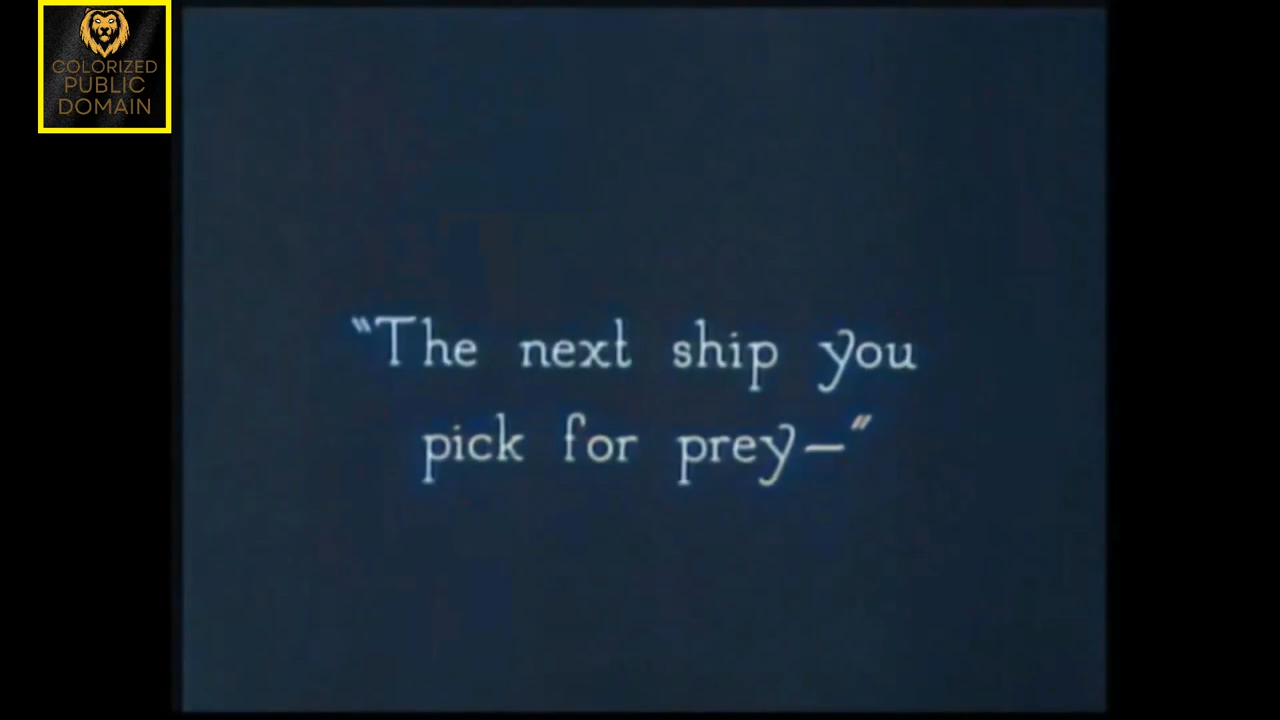 COLORIZED
PUBLIC
DOMAIN
"The next ship you
pick for prey—"